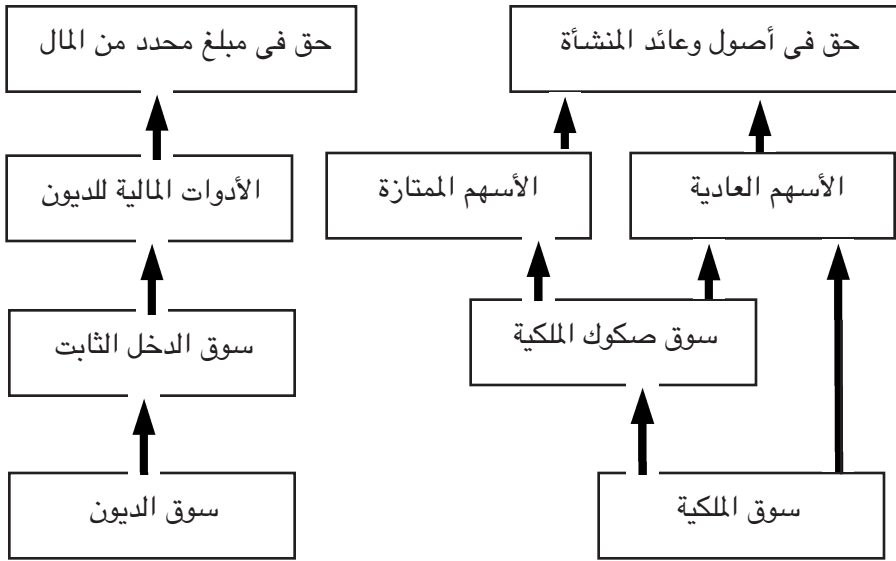 حق فى أصول وعائد المنشأة
حق فى مبلغ محدد من المال
الأسهم العادية
الأسهم الممتازة
الأدوات المالية للديون
سوق صكوك الملكية
سوق الدخل الثابت
سوق الملكية
سوق الديون